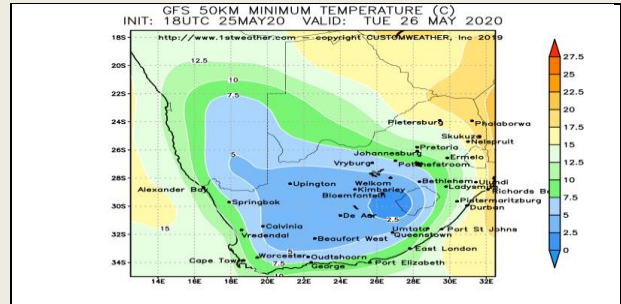 GFS 50KM MINIMUM TEMPERATURE (C)
INIT: 18UTC 25MAY20 VALID: TUE 26 MAY 2020
http://www.1stweather.com - copyright CUSTOMWEATHER, Inc 2019
18S
20S
22S
24S
26S
28S
30S
32S
34S
12.5
10
7.5
5
Pietersburg
Phalaborwa
Skukuza
Nelspruit
Pretoria
Johannesburg
Ermelo
Vryburg
Potchefstroom
Alexander Bay
Upington
Welkom
Bethlehem
Ulundi
Kimberley
Ladysmith
Richards B
Bloemfontein
Springbok
Pietermaritzburg
Durban
De Aar
2.5
15
Calvinia
Umtata
Port St Johns
Vredendal
Queenstown
Beaufort West
East London
5
Worcester
Oudtshoorn
Cape Town
7.5
George
Port Elizabeth
10
14E
16E
18E
20E
22E
24E
26E
28E
30E
32E
27.5
25
22.5
20
17.5
15
12.5
10
7.5
5
2.5
0